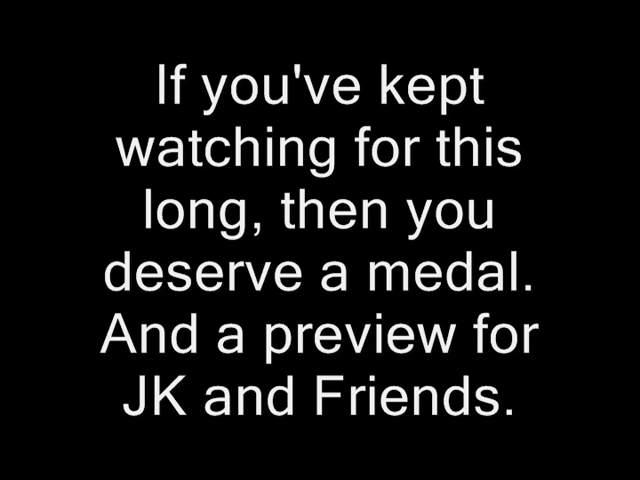 If you've kept
watching for this
long, then you
deserve a medal.
And a preview for
JK and Friends.